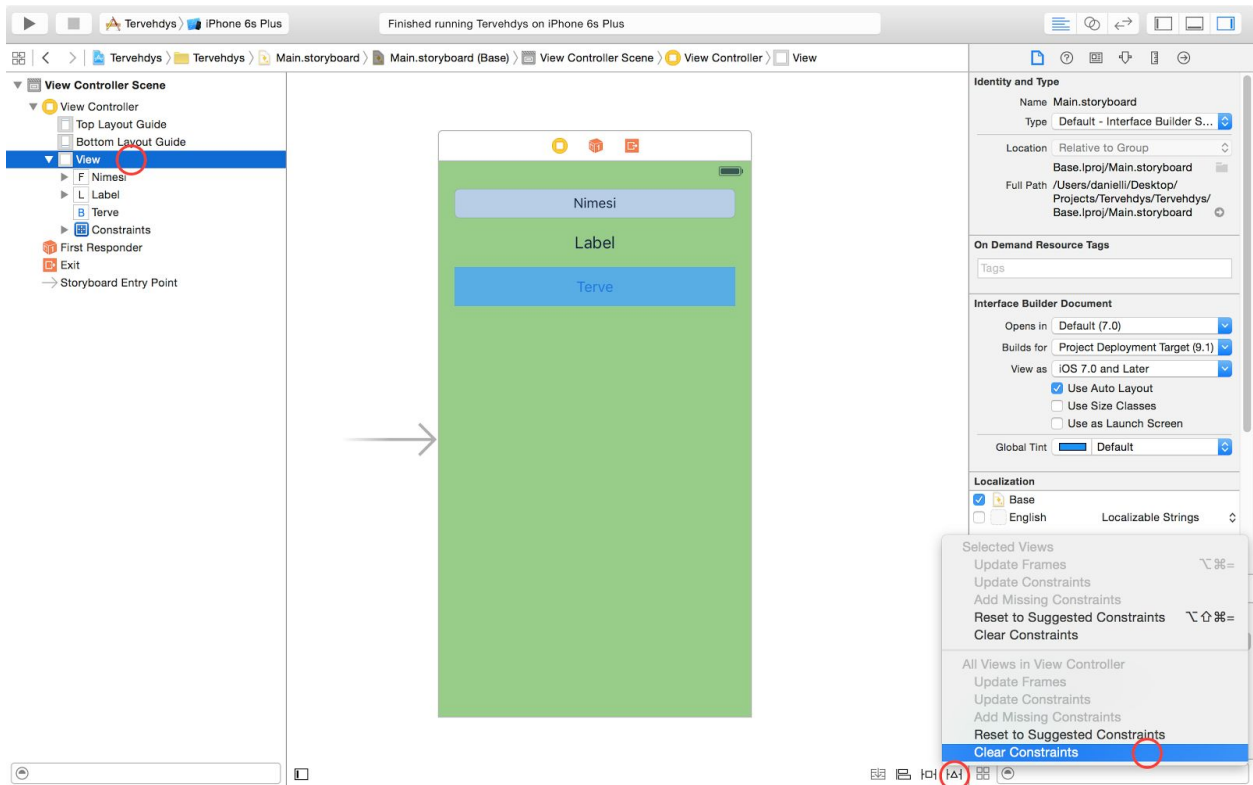 Tervehdys iPhone 6s Plus
Finished running Tervehdys on iPhone 6s Plus
Tervehdys Tervehdys Main.storyboard Main.storyboard (Base) View Controller Scene View Controller View
View Controller Scene
View Controller
Top Layout Guide
Bottom Layout Guide
View
F Nimesi
L Label
B Terve
Constraints
First Responder
Exit
Storyboard Entry Point
Nimesi
Label
Terve
Identity and Type
Name Main.storyboard
Type Default - Interface Builder S...
Location Relative to Group
Base.lproj/Main.storyboard
Full Path /Users/danielli/Desktop/
Projects/Tervehdys/Tervehdys/
Base.lproj/Main.storyboard
On Demand Resource Tags
Tags
Interface Builder Document
Opens in Default (7.0)
Builds for Project Deployment Target (9.1)
View as iOS 7.0 and Later
Use Auto Layout
Use Size Classes
Use as Launch Screen
Global Tint Default
Localization
Base
English Localizable Strings
Selected Views
Update Frames ⌥⌘=
Update Constraints
Add Missing Constraints
Reset to Suggested Constraints ⌥⇧⌘=
Clear Constraints
All Views in View Controller
Update Frames
Update Constraints
Add Missing Constraints
Reset to Suggested Constraints
Clear Constraints